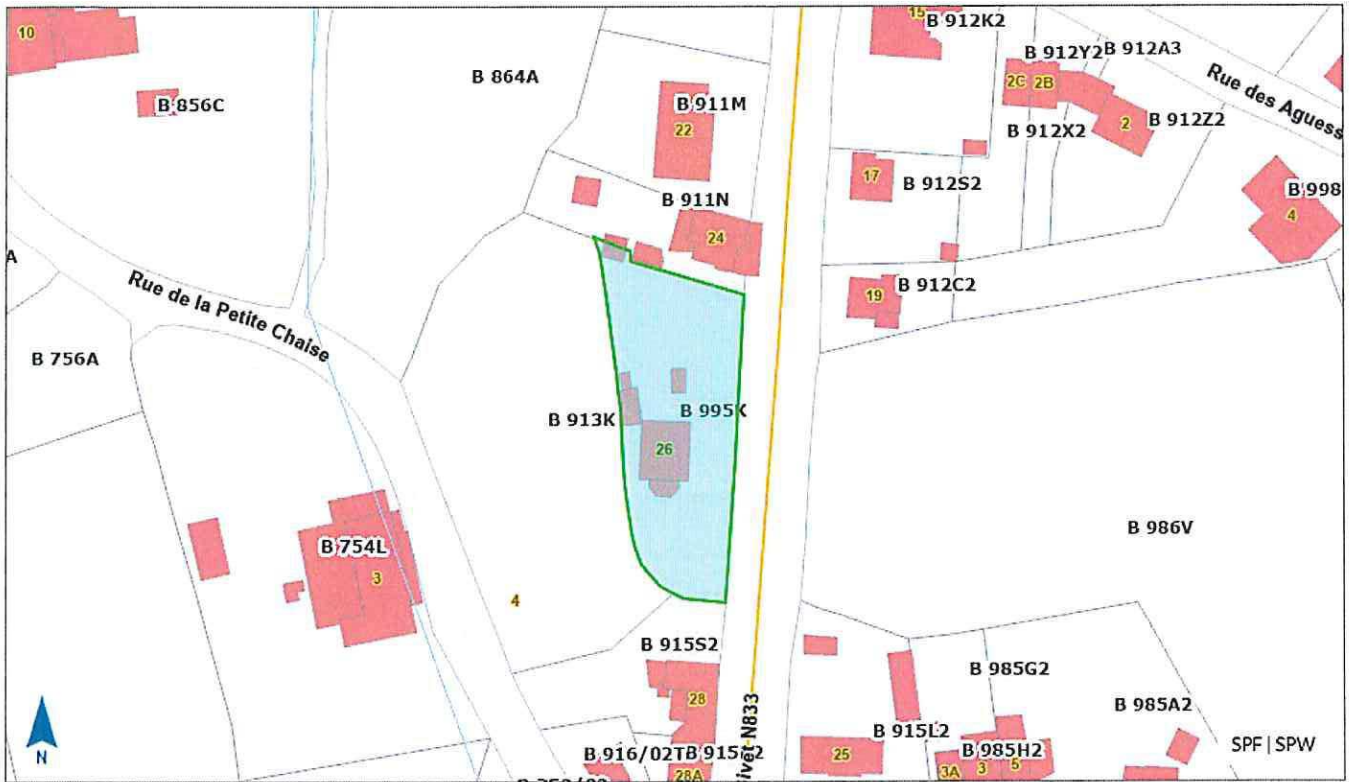 10
15
B 912K2
B 912Y2
B 912A3
B 864A
B 856C
B 911M
22
2C
2B
Rue des Aguess
2
B 912Z2
B 912X2
17
B 912S2
B 998
4
B 911N
24
A
B 912C2
19
Rue de la Petite Chaise
B 756A
B 913K
B 995K
26
B 986V
B 754L
3
4
B 915S2
B 985G2
28
B 985A2
ivet-N833
B 915L2
25
B 985H2
B 916/02T
3A
3
5
28A
SPF | SPW
N